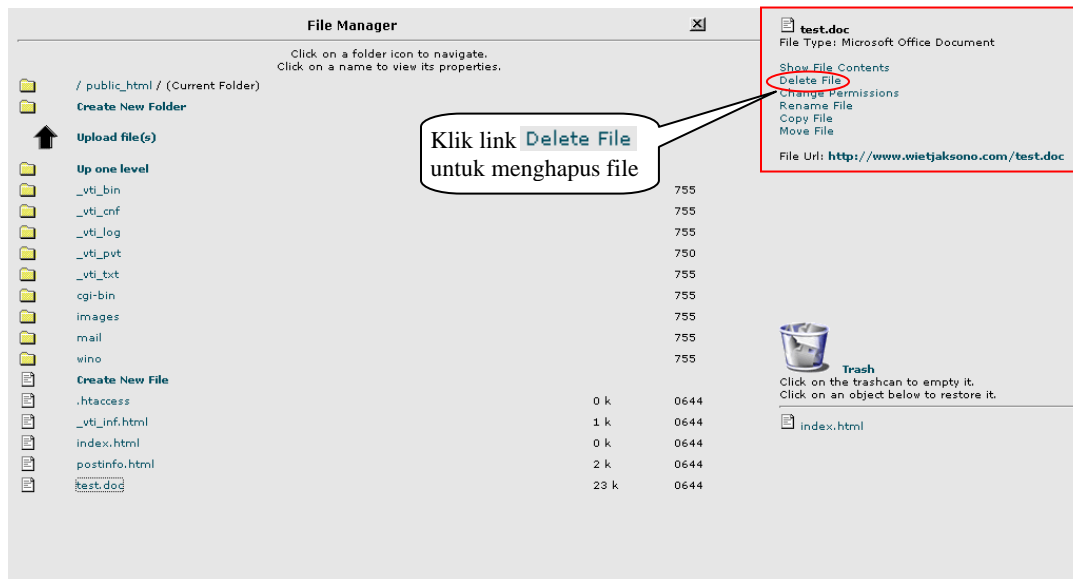 File Manager
Click on a folder icon to navigate.
Click on a name to view its properties.
/ public_html / (Current Folder)
Create New Folder
Upload file(s)
Up one level
_vti_bin 755
_vti_cnf 755
_vti_log 755
_vti_pvt 750
_vti_txt 755
cgi-bin 755
images 755
mail 755
wino 755
Create New File
.htaccess 0 k 0644
_vti_inf.html 1 k 0644
index.html 0 k 0644
postinfo.html 2 k 0644
test.doc 23 k 0644
Klik link Delete File
untuk menghapus file
test.doc
File Type: Microsoft Office Document
Show File Contents
Delete File
Change Permissions
Rename File
Copy File
Move File
File Url: http://www.wietjaksono.com/test.doc
Trash
Click on the trashcan to empty it.
Click on an object below to restore it.
index.html